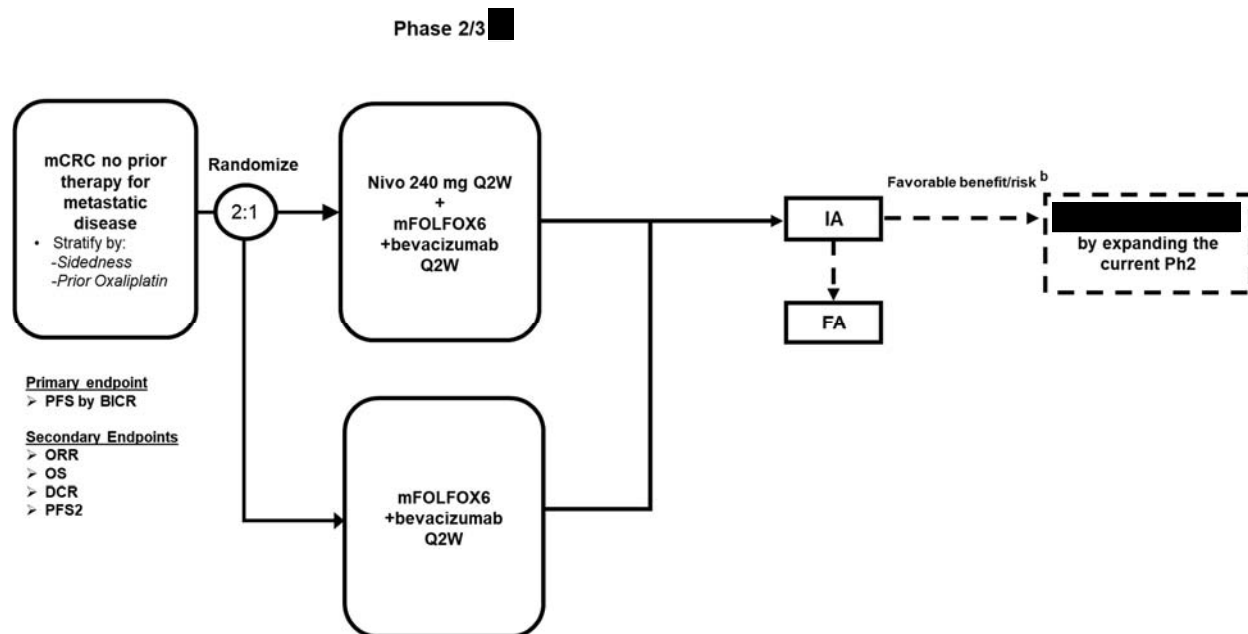 Phase 2/3
mCRC no prior
therapy for
metastatic
disease
• Stratify by:
-Sidedness
-Prior Oxaliplatin
Randomize
2:1
Nivo 240 mg Q2W
+
mFOLFOX6
+bevacizumab
Q2W
mFOLFOX6
+bevacizumab
Q2W
IA
FA
Favorable benefit/risk b
by expanding the
current Ph2
Primary endpoint
➢ PFS by BICR
Secondary Endpoints
➢ ORR
➢ OS
➢ DCR
➢ PFS2